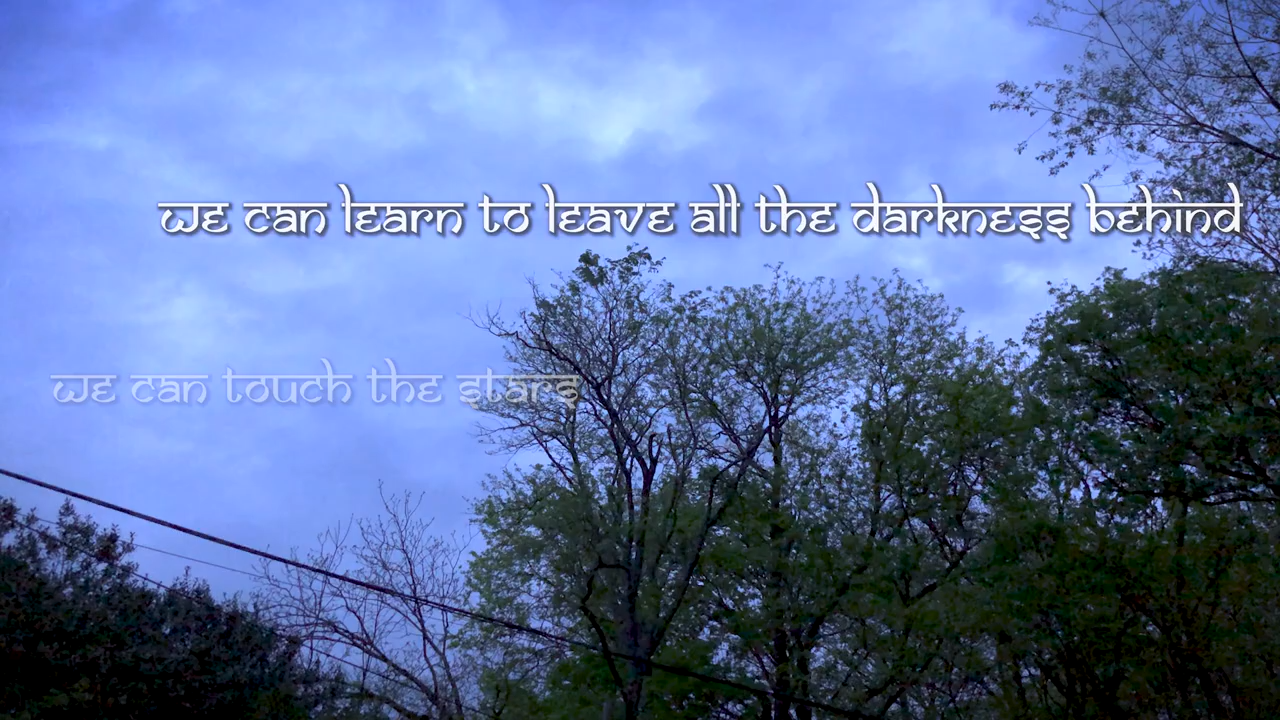 we can learn to leave all the darkness behind
we can touch the stars